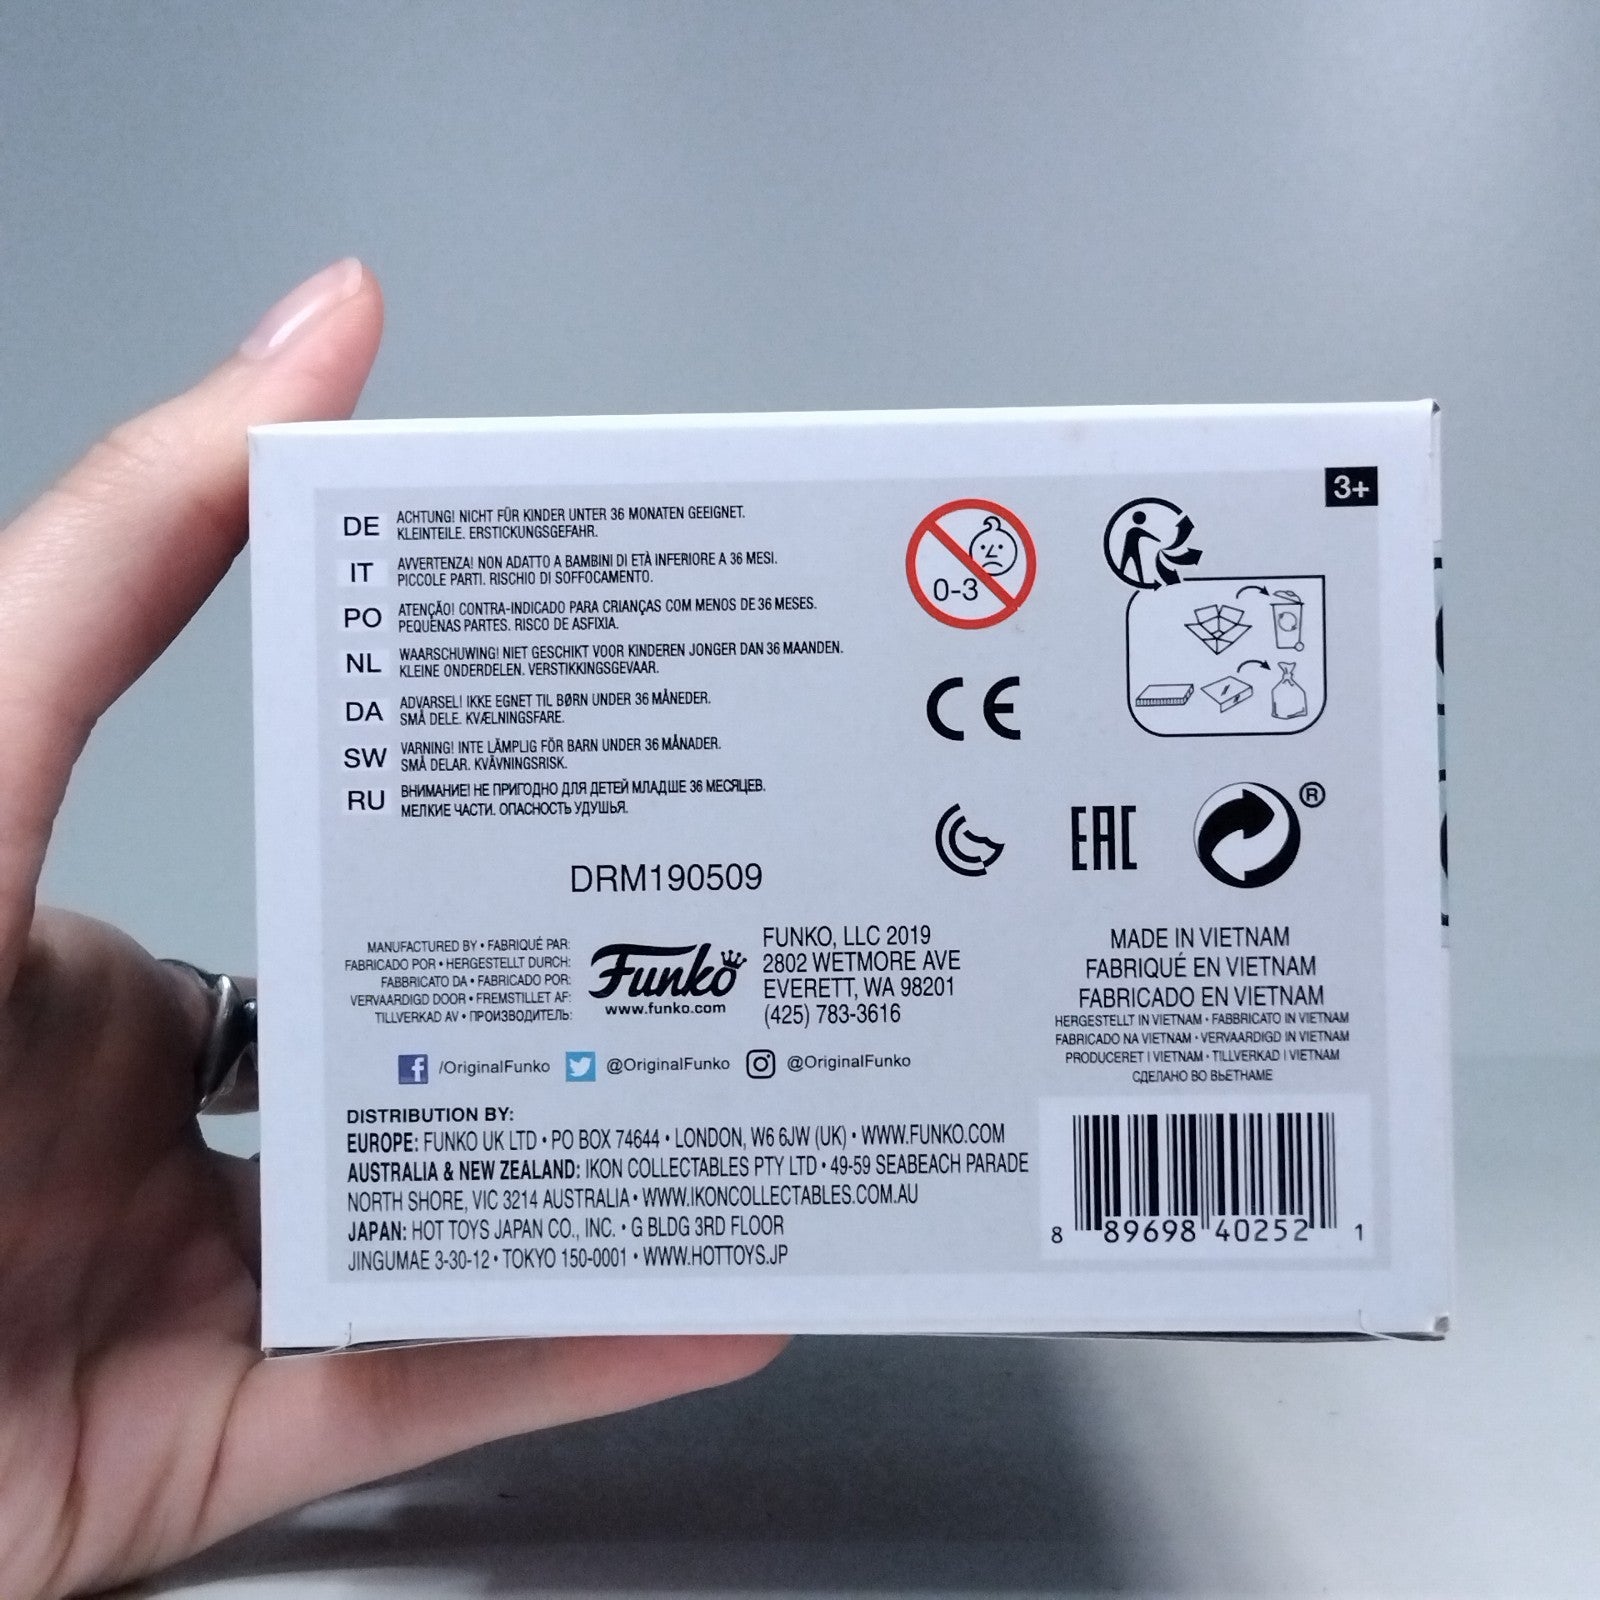 3+
DE
ACHTUNG! NICHT FÜR KINDER UNTER 36 MONATEN GEEIGNET.
KLEINTEILE. ERSTICKUNGSGEFAHR.
IT
AVVERTENZA! NON ADATTO A BAMBINI DI ETÀ INFERIORE A 36 MESI.
PICCOLE PARTI. RISCHIO DI SOFFOCAMENTO.
PO
ATENÇÃO! CONTRA-INDICADO PARA CRIANÇAS COM MENOS DE 36 MESES.
PEQUENAS PARTES. RISCO DE ASFIXIA.
NL
WAARSCHUWING! NIET GESCHIKT VOOR KINDEREN JONGER DAN 36 MAANDEN.
KLEINE ONDERDELEN. VERSTIKKINGSGEVAAR.
DA
ADVARSEL! IKKE EGNET TIL BØRN UNDER 36 MÅNEDER.
SMÅ DELE. KVÆLNINGSFARE.
SW
VARNING! INTE LÄMPLIG FÖR BARN UNDER 36 MÅNADER.
SMÅ DELAR. KVÄVNINGSRISK.
RU
ВНИМАНИЕ! НЕ ПРИГОДНО ДЛЯ ДЕТЕЙ МЛАДШЕ 36 МЕСЯЦЕВ.
МЕЛКИЕ ЧАСТИ. ОПАСНОСТЬ УДУШЬЯ.
0-3
CE
EAC
®
DRM190509
MANUFACTURED BY • FABRIQUÉ PAR:
FABRICADO POR • HERGESTELLT DURCH:
FABBRICATO DA • FABRICADO POR:
VERVAARDIGD DOOR • FREMSTILLET AF:
TILLVERKAD AV • ПРОИЗВОДИТЕЛЬ:
Funko
www.funko.com
FUNKO, LLC 2019
2802 WETMORE AVE
EVERETT, WA 98201
(425) 783-3616
MADE IN VIETNAM
FABRIQUÉ EN VIETNAM
FABRICADO EN VIETNAM
HERGESTELLT IN VIETNAM • FABBRICATO IN VIETNAM
FABRICADO NA VIETNAM • VERVAARDIGD IN VIETNAM
PRODUCERET I VIETNAM • TILLVERKAD I VIETNAM
СДЕЛАНО ВО ВЬЕТНАМЕ
/OriginalFunko @OriginalFunko @OriginalFunko
DISTRIBUTION BY:
EUROPE: FUNKO UK LTD • PO BOX 74644 • LONDON, W6 6JW (UK) • WWW.FUNKO.COM
AUSTRALIA & NEW ZEALAND: IKON COLLECTABLES PTY LTD • 49-59 SEABEACH PARADE
NORTH SHORE, VIC 3214 AUSTRALIA • WWW.IKONCOLLECTABLES.COM.AU
JAPAN: HOT TOYS JAPAN CO., INC. • G BLDG 3RD FLOOR
JINGUMAE 3-30-12 • TOKYO 150-0001 • WWW.HOTTOYS.JP
8 89698 40252 1